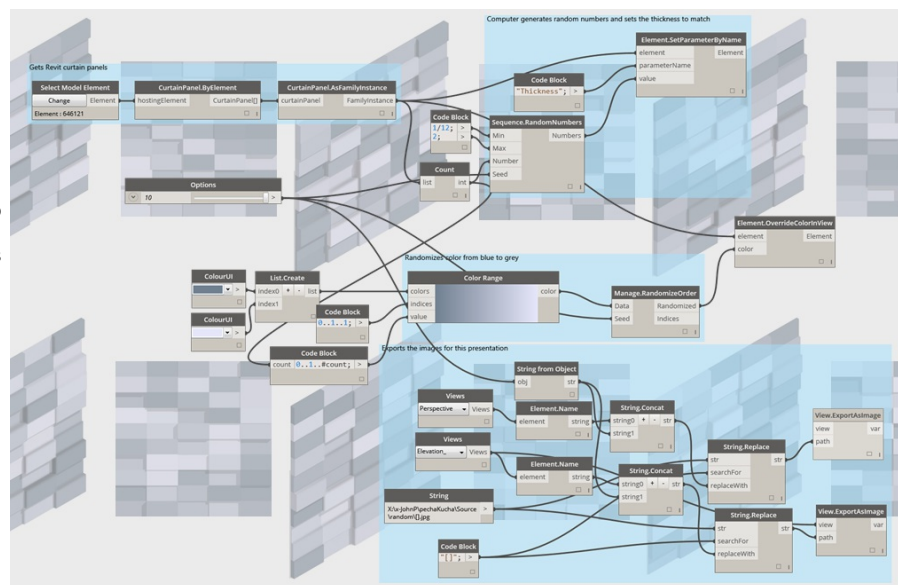 Computer generates random numbers and sets the thickness to match
Element.SetParameterByName
element Element
parameterName
value
Gets Revit curtain panels
Select Model Element
Change Element
Element : 646121
CurtainPanel.ByElement
hostingElement CurtainPanel[]
CurtainPanel.AsFamilyInstance
curtainPanel FamilyInstance
Code Block
"Thickness"; >
Code Block
1/12; >
2; >
Sequence.RandomNumbers
Min Numbers
Max
Number
Seed
Count
list int
Options
10 >
Element.OverrideColorInView
element Element
color
Randomizes color from blue to grey
ColourUI
>
ColourUI
>
List.Create
index0 + - list
index1
Code Block
0..1..1; >
Color Range
colors color
indices
value
Manage.RandomizeOrder
Data Randomized
Seed Indices
Code Block
count 0..1..#count; >
Exports the images for this presentation
String from Object
obj str
Views
Perspective Views
Element.Name
element string
String.Concat
string0 + - str
string1
Views
Elevation_ Views
Element.Name
element string
String.Concat
string0 + - str
string1
String.Replace
str str
searchFor
replaceWith
View.ExportAsImage
view var
path
String
X:\x-JohnP\pechaKucha\Source
\random\[].jpg
>
String.Replace
str str
searchFor
replaceWith
View.ExportAsImage
view var
path
Code Block
"[]"; >